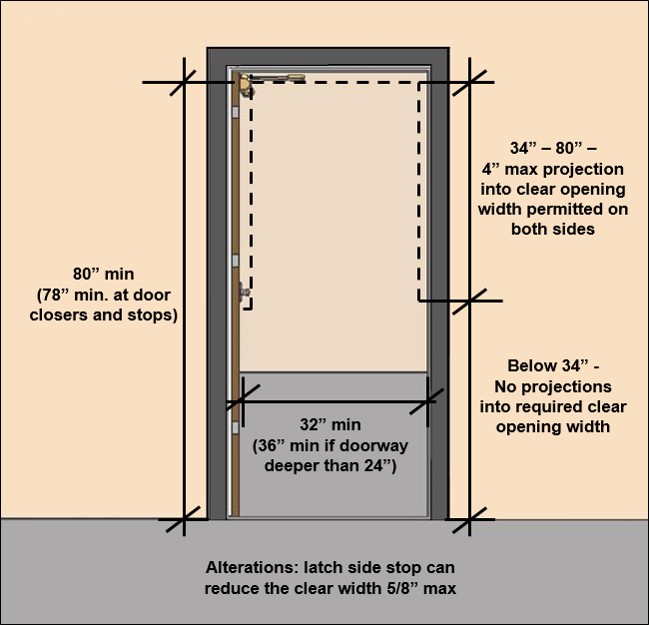 34” – 80” –
4” max projection
into clear opening
width permitted on
both sides
80” min
(78” min. at door
closers and stops)
Below 34” -
No projections
into required clear
opening width
32” min
(36” min if doorway
deeper than 24”)
Alterations: latch side stop can
reduce the clear width 5/8” max